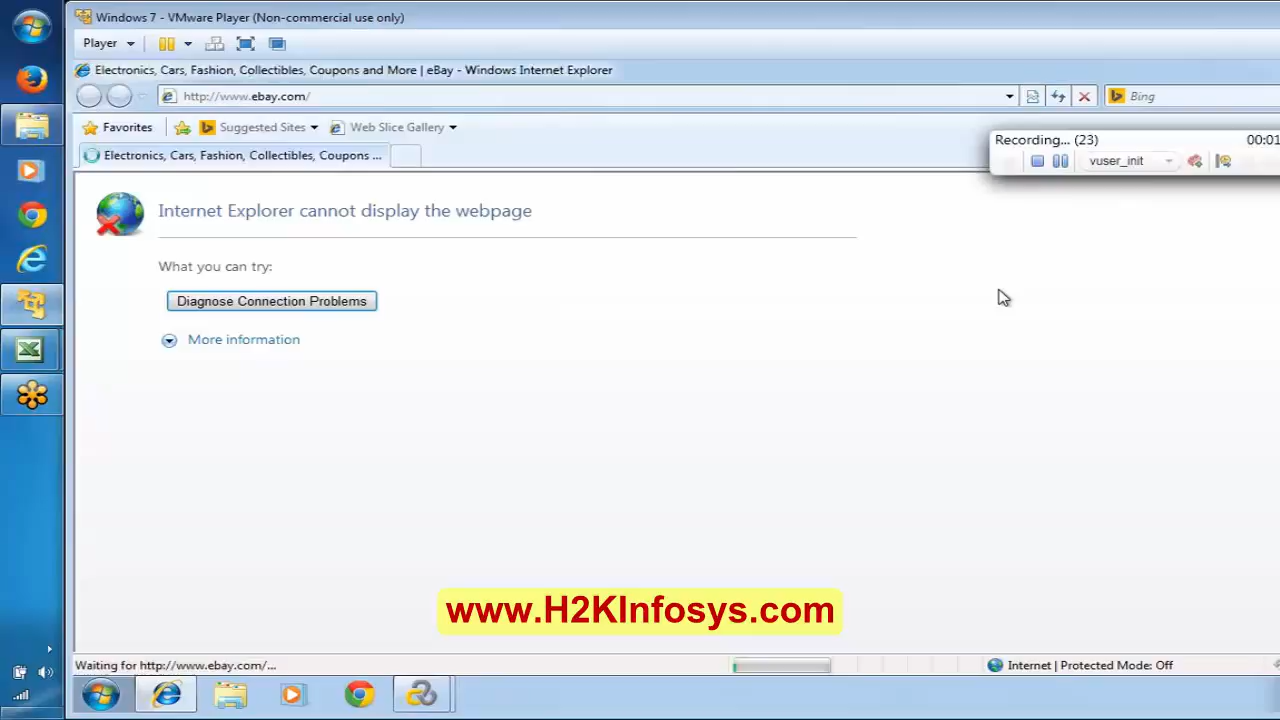 Windows 7 - VMware Player (Non-commercial use only)
Player
Electronics, Cars, Fashion, Collectibles, Coupons and More | eBay - Windows Internet Explorer
http://www.ebay.com/
Bing
Favorites Suggested Sites Web Slice Gallery
Recording... (23) 00:01
Electronics, Cars, Fashion, Collectibles, Coupons ...
vuser_init
Internet Explorer cannot display the webpage
What you can try:
Diagnose Connection Problems
More information
www.H2KInfosys.com
Waiting for http://www.ebay.com/...
Internet | Protected Mode: Off